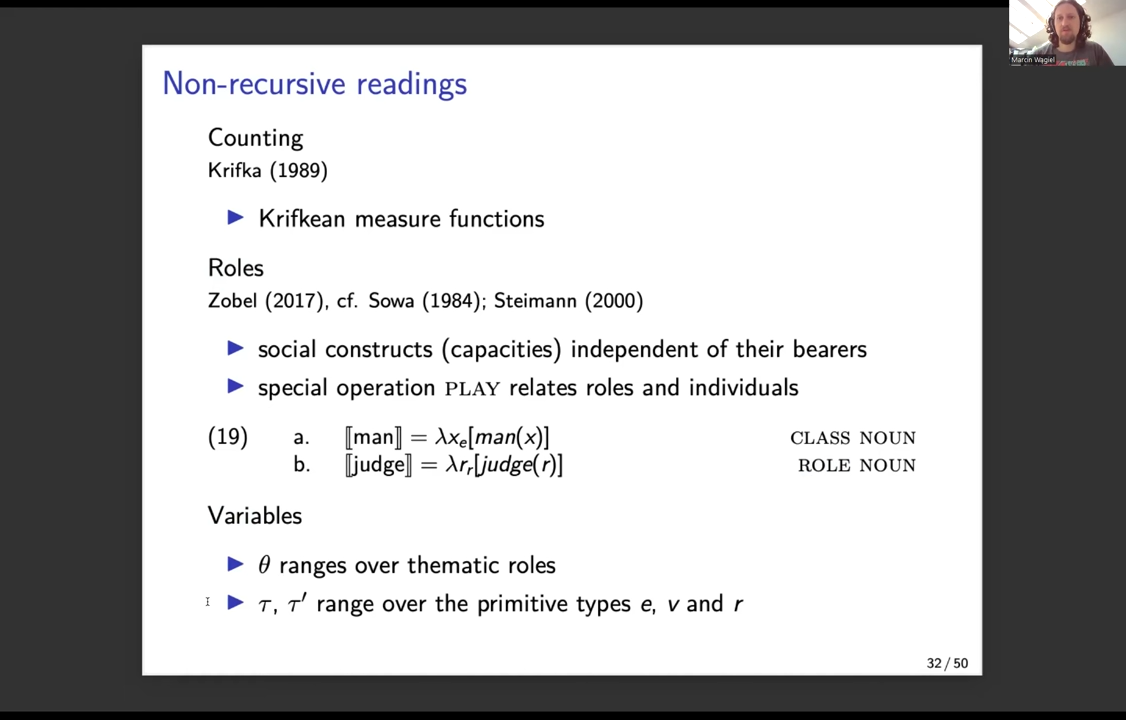 Marcin Wągiel
Non-recursive readings
Counting
Krifka (1989)
▶ Krifkean measure functions
Roles
Zobel (2017), cf. Sowa (1984); Steimann (2000)
▶ social constructs (capacities) independent of their bearers
▶ special operation PLAY relates roles and individuals
(19) a. ⟦man⟧ = λxₑ[man(x)] CLASS NOUN
b. ⟦judge⟧ = λrᵣ[judge(r)] ROLE NOUN
Variables
▶ θ ranges over thematic roles
▶ τ, τ′ range over the primitive types e, v and r
32 / 50